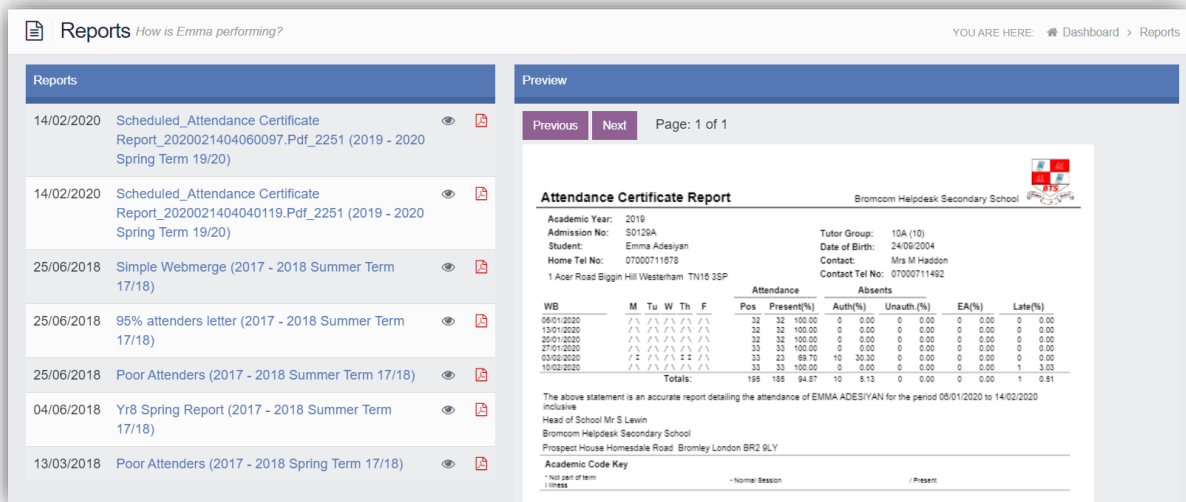 Reports How is Emma performing?
YOU ARE HERE: Dashboard > Reports
Reports
14/02/2020 Scheduled_Attendance Certificate
Report_2020021404060097.Pdf_2251 (2019 - 2020
Spring Term 19/20)
14/02/2020 Scheduled_Attendance Certificate
Report_2020021404040119.Pdf_2251 (2019 - 2020
Spring Term 19/20)
25/06/2018 Simple Webmerge (2017 - 2018 Summer Term
17/18)
25/06/2018 95% attenders letter (2017 - 2018 Summer Term
17/18)
25/06/2018 Poor Attenders (2017 - 2018 Summer Term 17/18)
04/06/2018 Yr8 Spring Report (2017 - 2018 Summer Term
17/18)
13/03/2018 Poor Attenders (2017 - 2018 Spring Term 17/18)
Preview
Previous Next Page: 1 of 1
BTS
Attendance Certificate Report Bromcom Helpdesk Secondary School
Academic Year: 2019
Admission No: S0129A Tutor Group: 10A (10)
Student: Emma Adesiyan Date of Birth: 24/09/2004
Home Tel No: 07000711678 Contact: Mrs M Haddon
1 Acer Road Biggin Hill Westerham TN16 3SP Contact Tel No: 07000711492
Attendance Absents
WB M Tu W Th F Pos Present(%) Auth(%) Unauth.(%) EA(%) Late(%)
06/01/2020 / \ / \ / \ / \ / \ 32 32 100.00 0 0.00 0 0.00 0 0.00 0 0.00
13/01/2020 / \ / \ / \ / \ / \ 32 32 100.00 0 0.00 0 0.00 0 0.00 0 0.00
20/01/2020 / \ / \ / \ / \ / \ 32 32 100.00 0 0.00 0 0.00 0 0.00 0 0.00
27/01/2020 / \ / \ / \ / \ / \ 33 33 100.00 0 0.00 0 0.00 0 0.00 0 0.00
03/02/2020 / I / \ / \ I I / \ 33 23 69.70 10 30.30 0 0.00 0 0.00 0 0.00
10/02/2020 / \ / \ / \ / \ / \ 33 33 100.00 0 0.00 0 0.00 0 0.00 1 3.03
Totals: 195 185 94.87 10 5.13 0 0.00 0 0.00 1 0.51
The above statement is an accurate report detailing the attendance of EMMA ADESIYAN for the period 06/01/2020 to 14/02/2020
inclusive
Head of School Mr S Lewin
Bromcom Helpdesk Secondary School
Prospect House Homesdale Road Bromley London BR2 9LY
Academic Code Key
* Not part of term - Normal Session / Present
I Illness